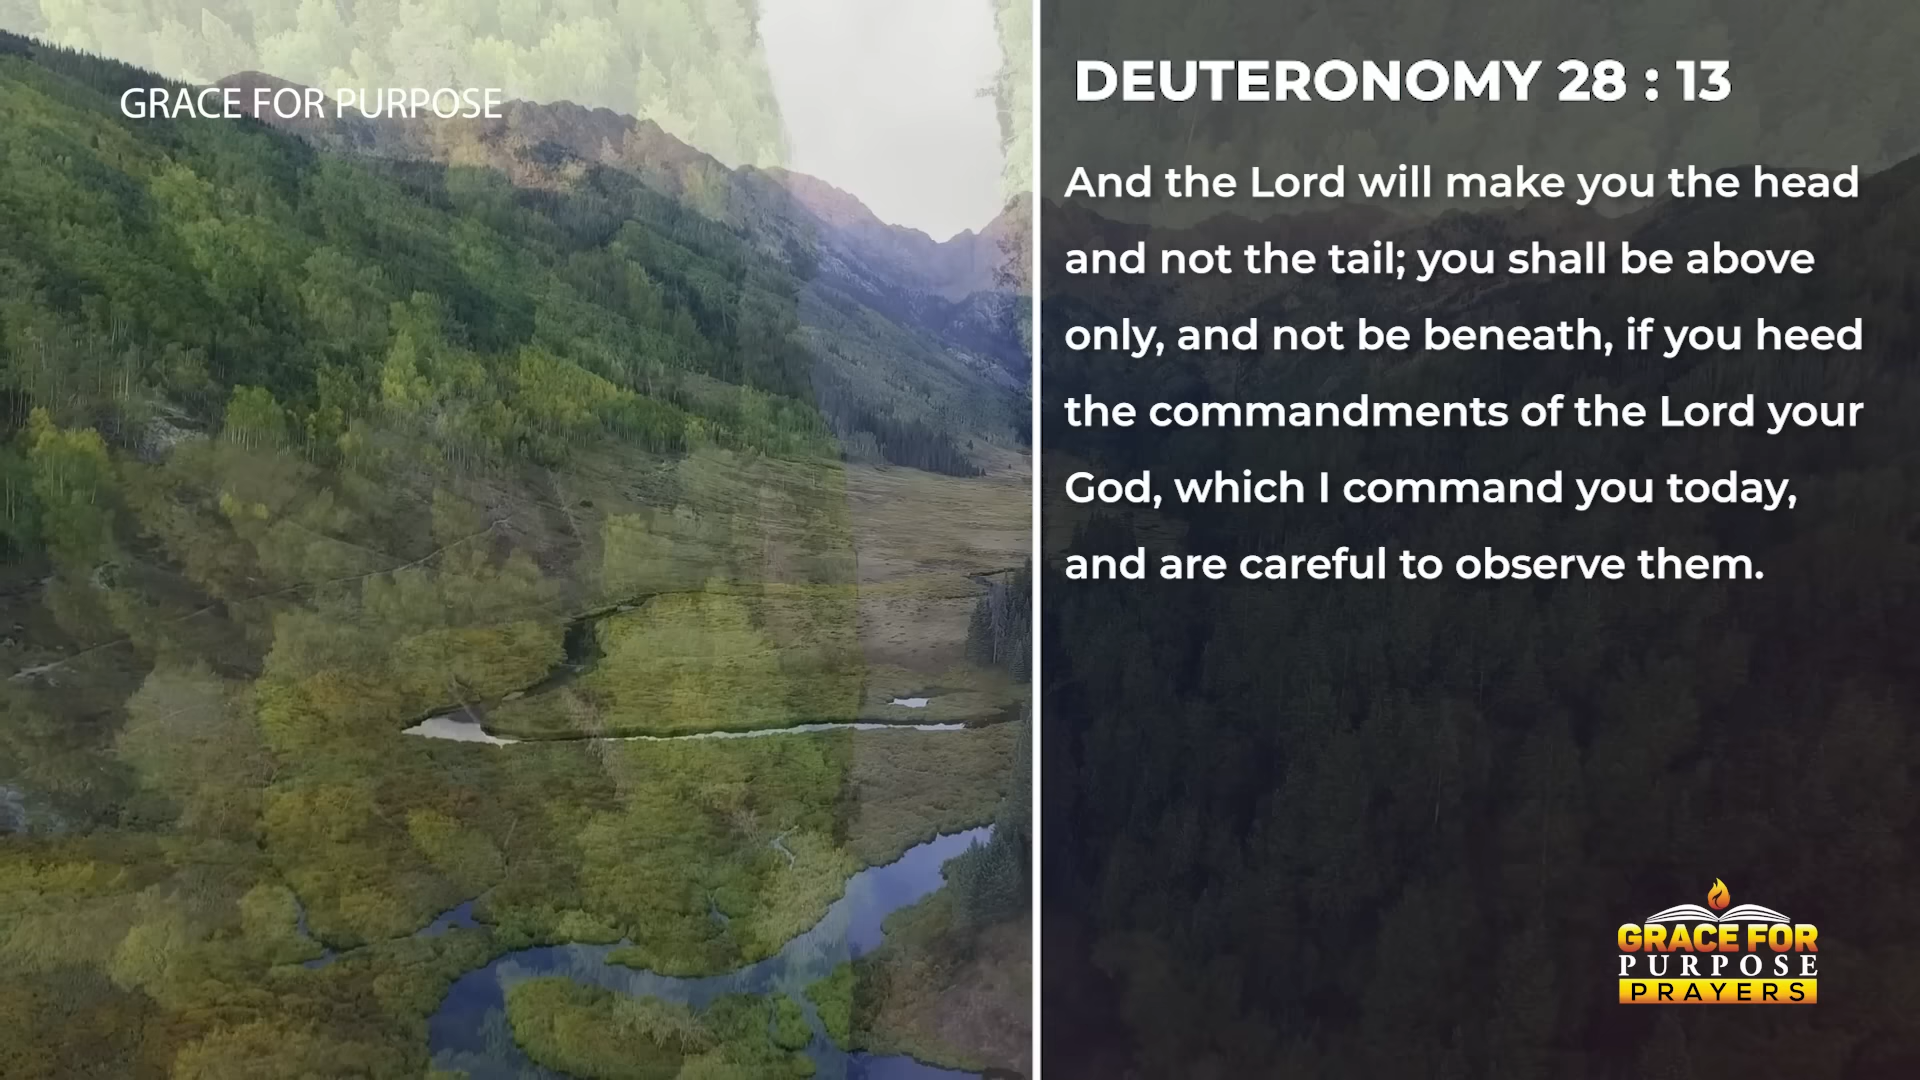 GRACE FOR PURPOSE
DEUTERONOMY 28 : 13
And the Lord will make you the head
and not the tail; you shall be above
only, and not be beneath, if you heed
the commandments of the Lord your
God, which I command you today,
and are careful to observe them.
GRACE FOR
PURPOSE
PRAYERS